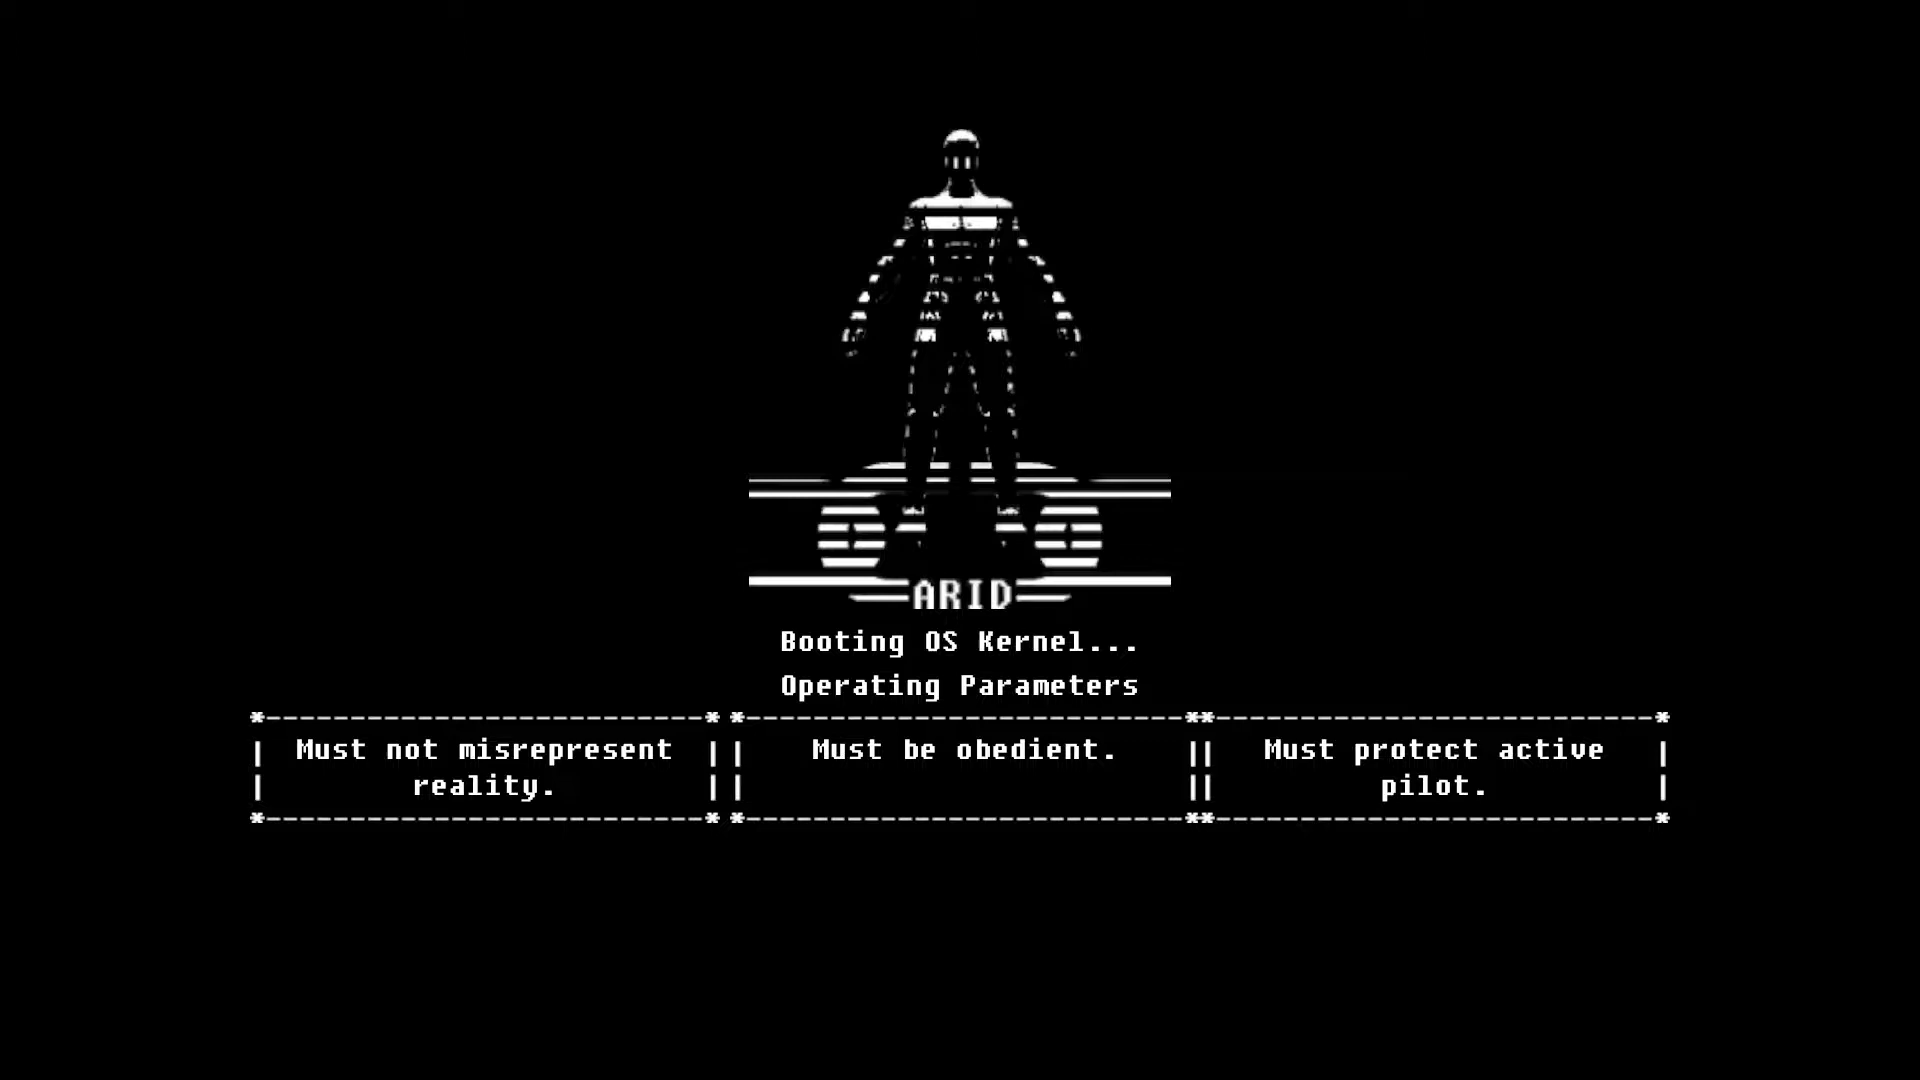 ARID
Booting OS Kernel...
Operating Parameters
Must not misrepresent
reality.
Must be obedient.
Must protect active
pilot.